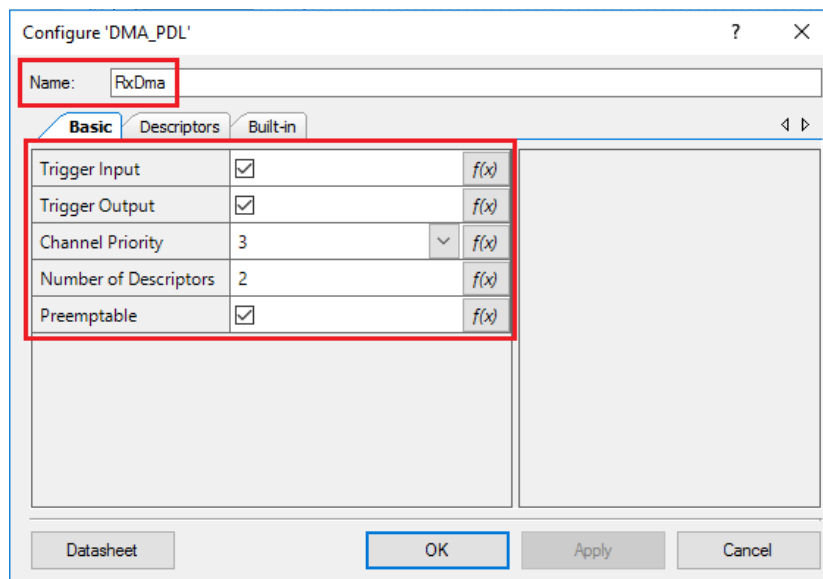 Configure 'DMA_PDL' ?
Name: RxDma
Basic Descriptors Built-in
Trigger Input f(x)
Trigger Output f(x)
Channel Priority 3 f(x)
Number of Descriptors 2 f(x)
Preemptable f(x)
Datasheet OK Apply Cancel